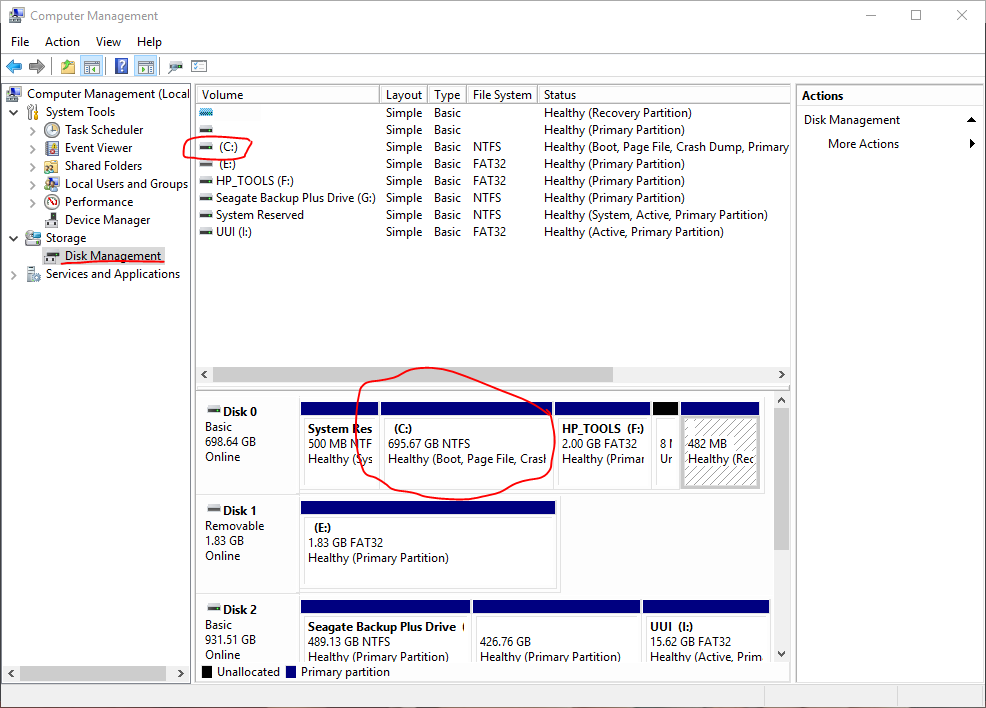 Computer Management
File Action View Help
Computer Management (Local
System Tools
Task Scheduler
Event Viewer
Shared Folders
Local Users and Groups
Performance
Device Manager
Storage
Disk Management
Services and Applications
Volume Layout Type File System Status
Simple Basic Healthy (Recovery Partition)
Simple Basic Healthy (Primary Partition)
(C:) Simple Basic NTFS Healthy (Boot, Page File, Crash Dump, Primary
(E:) Simple Basic FAT32 Healthy (Primary Partition)
HP_TOOLS (F:) Simple Basic FAT32 Healthy (Primary Partition)
Seagate Backup Plus Drive (G:) Simple Basic NTFS Healthy (Primary Partition)
System Reserved Simple Basic NTFS Healthy (System, Active, Primary Partition)
UUI (I:) Simple Basic FAT32 Healthy (Active, Primary Partition)
Actions
Disk Management
More Actions
Disk 0
Basic
698.64 GB
Online
System Res
500 MB NTF
Healthy (Sys
(C:)
695.67 GB NTFS
Healthy (Boot, Page File, Crash
HP_TOOLS (F:)
2.00 GB FAT32
Healthy (Primar
8 M
Un
482 MB
Healthy (Rec
Disk 1
Removable
1.83 GB
Online
(E:)
1.83 GB FAT32
Healthy (Primary Partition)
Disk 2
Basic
931.51 GB
Online
Seagate Backup Plus Drive (
489.13 GB NTFS
Healthy (Primary Partition)
426.76 GB
Healthy (Primary Partition)
UUI (I:)
15.62 GB FAT32
Healthy (Active, Prim
Unallocated Primary partition